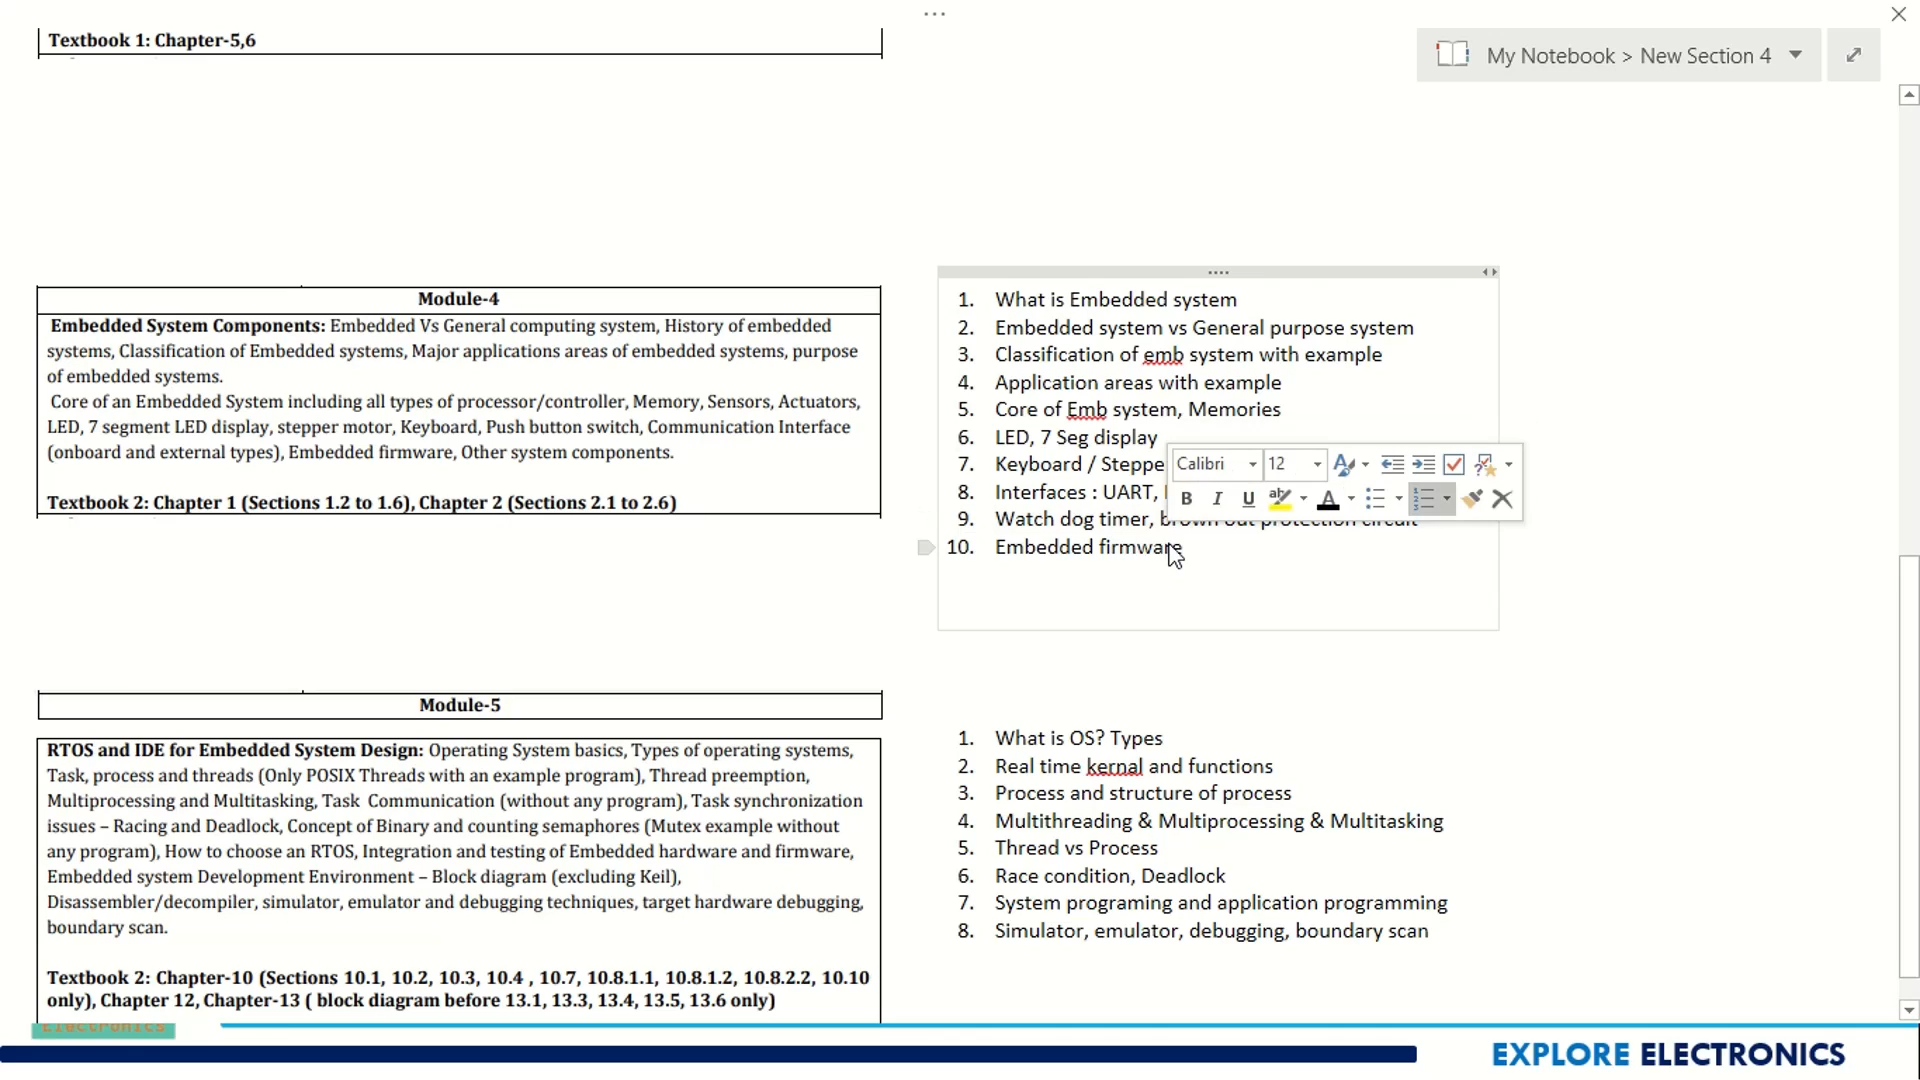 Textbook 1: Chapter-5,6
My Notebook > New Section 4
Module-4
Embedded System Components: Embedded Vs General computing system, History of embedded
systems, Classification of Embedded systems, Major applications areas of embedded systems, purpose
of embedded systems.
Core of an Embedded System including all types of processor/controller, Memory, Sensors, Actuators,
LED, 7 segment LED display, stepper motor, Keyboard, Push button switch, Communication Interface
(onboard and external types), Embedded firmware, Other system components.
Textbook 2: Chapter 1 (Sections 1.2 to 1.6), Chapter 2 (Sections 2.1 to 2.6)
1. What is Embedded system
2. Embedded system vs General purpose system
3. Classification of emb system with example
4. Application areas with example
5. Core of Emb system, Memories
6. LED, 7 Seg display
7. Keyboard / Steppe
8. Interfaces : UART,
9. Watch dog timer, brown out protection circuit
10. Embedded firmware
Calibri 12
B I U A
Module-5
RTOS and IDE for Embedded System Design: Operating System basics, Types of operating systems,
Task, process and threads (Only POSIX Threads with an example program), Thread preemption,
Multiprocessing and Multitasking, Task Communication (without any program), Task synchronization
issues – Racing and Deadlock, Concept of Binary and counting semaphores (Mutex example without
any program), How to choose an RTOS, Integration and testing of Embedded hardware and firmware,
Embedded system Development Environment – Block diagram (excluding Keil),
Disassembler/decompiler, simulator, emulator and debugging techniques, target hardware debugging,
boundary scan.
Textbook 2: Chapter-10 (Sections 10.1, 10.2, 10.3, 10.4 , 10.7, 10.8.1.1, 10.8.1.2, 10.8.2.2, 10.10
only), Chapter 12, Chapter-13 ( block diagram before 13.1, 13.3, 13.4, 13.5, 13.6 only)
1. What is OS? Types
2. Real time kernal and functions
3. Process and structure of process
4. Multithreading & Multiprocessing & Multitasking
5. Thread vs Process
6. Race condition, Deadlock
7. System programing and application programming
8. Simulator, emulator, debugging, boundary scan
Electronics
EXPLORE ELECTRONICS